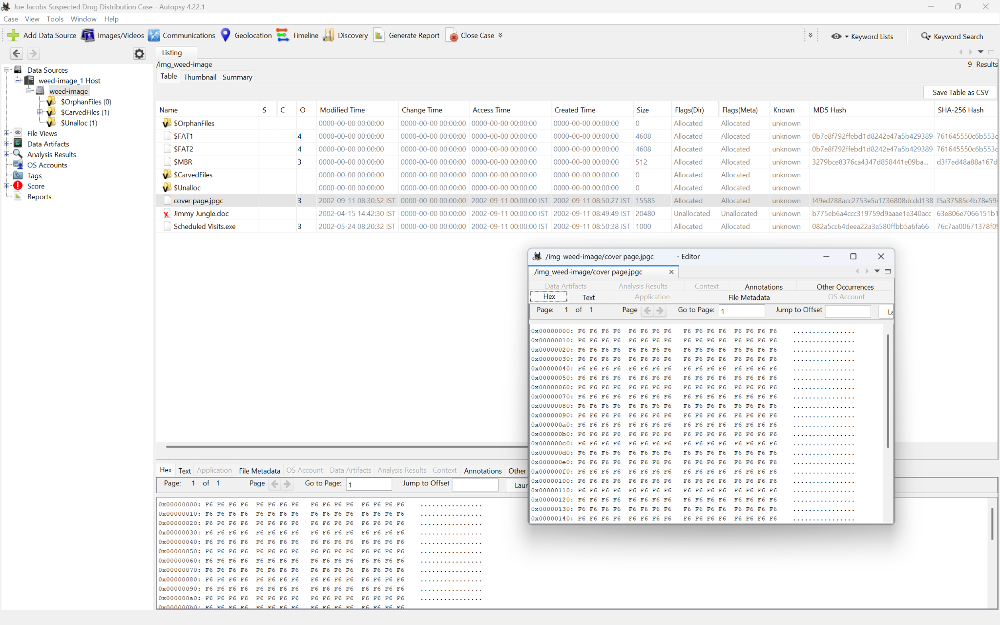 Joe Jacobs Suspected Drug Distribution Case - Autopsy 4.22.1
Case View Tools Window Help
Add Data Source Images/Videos Communications Geolocation Timeline Discovery Generate Report Close Case Keyword Lists Keyword Search
Listing
/img_weed-image 9 Results
Table Thumbnail Summary
Save Table as CSV
Data Sources
weed-image_1 Host
weed-image
$OrphanFiles (0)
$CarvedFiles (1)
$Unalloc (1)
File Views
Data Artifacts
Analysis Results
OS Accounts
Tags
Score
Reports
Name S C O Modified Time Change Time Access Time Created Time Size Flags(Dir) Flags(Meta) Known MD5 Hash SHA-256 Hash
$OrphanFiles 0000-00-00 00:00:00 0000-00-00 00:00:00 0000-00-00 00:00:00 0000-00-00 00:00:00 0 Allocated Allocated unknown
$FAT1 4 0000-00-00 00:00:00 0000-00-00 00:00:00 0000-00-00 00:00:00 0000-00-00 00:00:00 4608 Allocated Allocated unknown 0b7e8f792ffebd1d8242e47a5b429389 761645550c6b553c
$FAT2 4 0000-00-00 00:00:00 0000-00-00 00:00:00 0000-00-00 00:00:00 0000-00-00 00:00:00 4608 Allocated Allocated unknown 0b7e8f792ffebd1d8242e47a5b429389 761645550c6b553c
$MBR 3 0000-00-00 00:00:00 0000-00-00 00:00:00 0000-00-00 00:00:00 0000-00-00 00:00:00 512 Allocated Allocated unknown 3279bce8376ca4347d858441e09ba... d3f7ed48a88a167d
$CarvedFiles 0000-00-00 00:00:00 0000-00-00 00:00:00 0000-00-00 00:00:00 0000-00-00 00:00:00 0 Allocated Allocated unknown
$Unalloc 0000-00-00 00:00:00 0000-00-00 00:00:00 0000-00-00 00:00:00 0000-00-00 00:00:00 0 Allocated Allocated unknown
cover page.jpgc 3 2002-09-11 08:30:52 IST 0000-00-00 00:00:00 2002-09-11 00:00:00 IST 2002-09-11 08:50:27 IST 15585 Allocated Allocated unknown f49ed788acc2753e5a1736808dcdd138 f5a37585c4b78e59
Jimmy Jungle.doc 2002-04-15 14:42:30 IST 0000-00-00 00:00:00 2002-09-11 00:00:00 IST 2002-09-11 08:49:49 IST 20480 Unallocated Unallocated unknown b775eb6a4ccc319759d9aaae1e340acc 63e806e7066151b1
Scheduled Visits.exe 3 2002-05-24 08:20:32 IST 0000-00-00 00:00:00 2002-09-11 00:00:00 IST 2002-09-11 08:50:38 IST 1000 Allocated Allocated unknown 082a5cc64deea22a3a580ffbb5a6fa66 76c7aa00671378f0
/img_weed-image/cover page.jpgc - Editor
/img_weed-image/cover page.jpgc
Data Artifacts Analysis Results Context Annotations Other Occurrences
Hex Text Application File Metadata OS Account
Page: 1 of 1 Page Go to Page: 1 Jump to Offset La
0x00000000: F6 F6 F6 F6 F6 F6 F6 F6 F6 F6 F6 F6 F6 F6 F6 F6 ................
0x00000010: F6 F6 F6 F6 F6 F6 F6 F6 F6 F6 F6 F6 F6 F6 F6 F6 ................
0x00000020: F6 F6 F6 F6 F6 F6 F6 F6 F6 F6 F6 F6 F6 F6 F6 F6 ................
0x00000030: F6 F6 F6 F6 F6 F6 F6 F6 F6 F6 F6 F6 F6 F6 F6 F6 ................
0x00000040: F6 F6 F6 F6 F6 F6 F6 F6 F6 F6 F6 F6 F6 F6 F6 F6 ................
0x00000050: F6 F6 F6 F6 F6 F6 F6 F6 F6 F6 F6 F6 F6 F6 F6 F6 ................
0x00000060: F6 F6 F6 F6 F6 F6 F6 F6 F6 F6 F6 F6 F6 F6 F6 F6 ................
0x00000070: F6 F6 F6 F6 F6 F6 F6 F6 F6 F6 F6 F6 F6 F6 F6 F6 ................
0x00000080: F6 F6 F6 F6 F6 F6 F6 F6 F6 F6 F6 F6 F6 F6 F6 F6 ................
0x00000090: F6 F6 F6 F6 F6 F6 F6 F6 F6 F6 F6 F6 F6 F6 F6 F6 ................
0x000000a0: F6 F6 F6 F6 F6 F6 F6 F6 F6 F6 F6 F6 F6 F6 F6 F6 ................
0x000000b0: F6 F6 F6 F6 F6 F6 F6 F6 F6 F6 F6 F6 F6 F6 F6 F6 ................
0x000000c0: F6 F6 F6 F6 F6 F6 F6 F6 F6 F6 F6 F6 F6 F6 F6 F6 ................
0x000000d0: F6 F6 F6 F6 F6 F6 F6 F6 F6 F6 F6 F6 F6 F6 F6 F6 ................
0x000000e0: F6 F6 F6 F6 F6 F6 F6 F6 F6 F6 F6 F6 F6 F6 F6 F6 ................
0x000000f0: F6 F6 F6 F6 F6 F6 F6 F6 F6 F6 F6 F6 F6 F6 F6 F6 ................
0x00000100: F6 F6 F6 F6 F6 F6 F6 F6 F6 F6 F6 F6 F6 F6 F6 F6 ................
0x00000110: F6 F6 F6 F6 F6 F6 F6 F6 F6 F6 F6 F6 F6 F6 F6 F6 ................
0x00000120: F6 F6 F6 F6 F6 F6 F6 F6 F6 F6 F6 F6 F6 F6 F6 F6 ................
0x00000130: F6 F6 F6 F6 F6 F6 F6 F6 F6 F6 F6 F6 F6 F6 F6 F6 ................
0x00000140: F6 F6 F6 F6 F6 F6 F6 F6 F6 F6 F6 F6 F6 F6 F6 F6 ................
Hex Text Application File Metadata OS Account Data Artifacts Analysis Results Context Annotations Other
Page: 1 of 1 Page Go to Page: 1 Jump to Offset Laur
0x00000000: F6 F6 F6 F6 F6 F6 F6 F6 F6 F6 F6 F6 F6 F6 F6 F6 ................
0x00000010: F6 F6 F6 F6 F6 F6 F6 F6 F6 F6 F6 F6 F6 F6 F6 F6 ................
0x00000020: F6 F6 F6 F6 F6 F6 F6 F6 F6 F6 F6 F6 F6 F6 F6 F6 ................
0x00000030: F6 F6 F6 F6 F6 F6 F6 F6 F6 F6 F6 F6 F6 F6 F6 F6 ................
0x00000040: F6 F6 F6 F6 F6 F6 F6 F6 F6 F6 F6 F6 F6 F6 F6 F6 ................
0x00000050: F6 F6 F6 F6 F6 F6 F6 F6 F6 F6 F6 F6 F6 F6 F6 F6 ................
0x00000060: F6 F6 F6 F6 F6 F6 F6 F6 F6 F6 F6 F6 F6 F6 F6 F6 ................
0x00000070: F6 F6 F6 F6 F6 F6 F6 F6 F6 F6 F6 F6 F6 F6 F6 F6 ................
0x00000080: F6 F6 F6 F6 F6 F6 F6 F6 F6 F6 F6 F6 F6 F6 F6 F6 ................
0x00000090: F6 F6 F6 F6 F6 F6 F6 F6 F6 F6 F6 F6 F6 F6 F6 F6 ................
0x000000a0: F6 F6 F6 F6 F6 F6 F6 F6 F6 F6 F6 F6 F6 F6 F6 F6 ................
0x000000b0: F6 F6 F6 F6 F6 F6 F6 F6 F6 F6 F6 F6 F6 F6 F6 F6